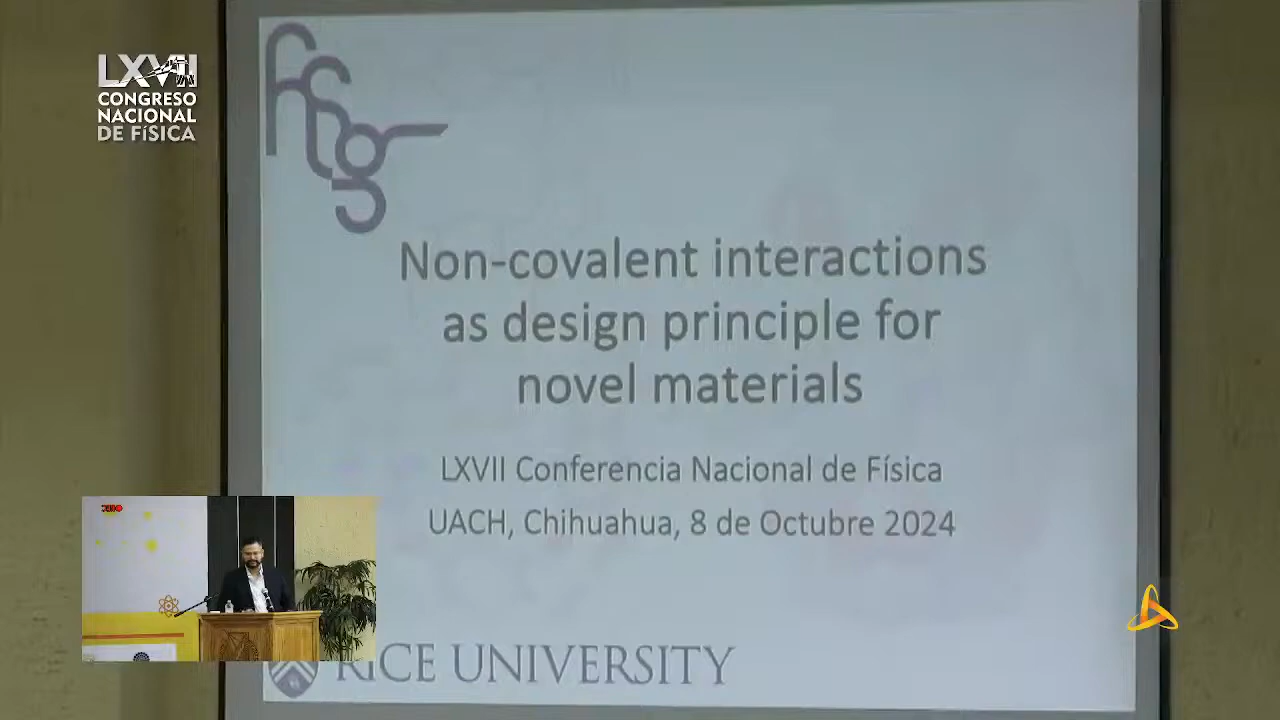 LXVII
CONGRESO
NACIONAL
DE FÍSICA
Non-covalent interactions
as design principle for
novel materials
LXVII Conferencia Nacional de Física
UACH, Chihuahua, 8 de Octubre 2024
RICE UNIVERSITY